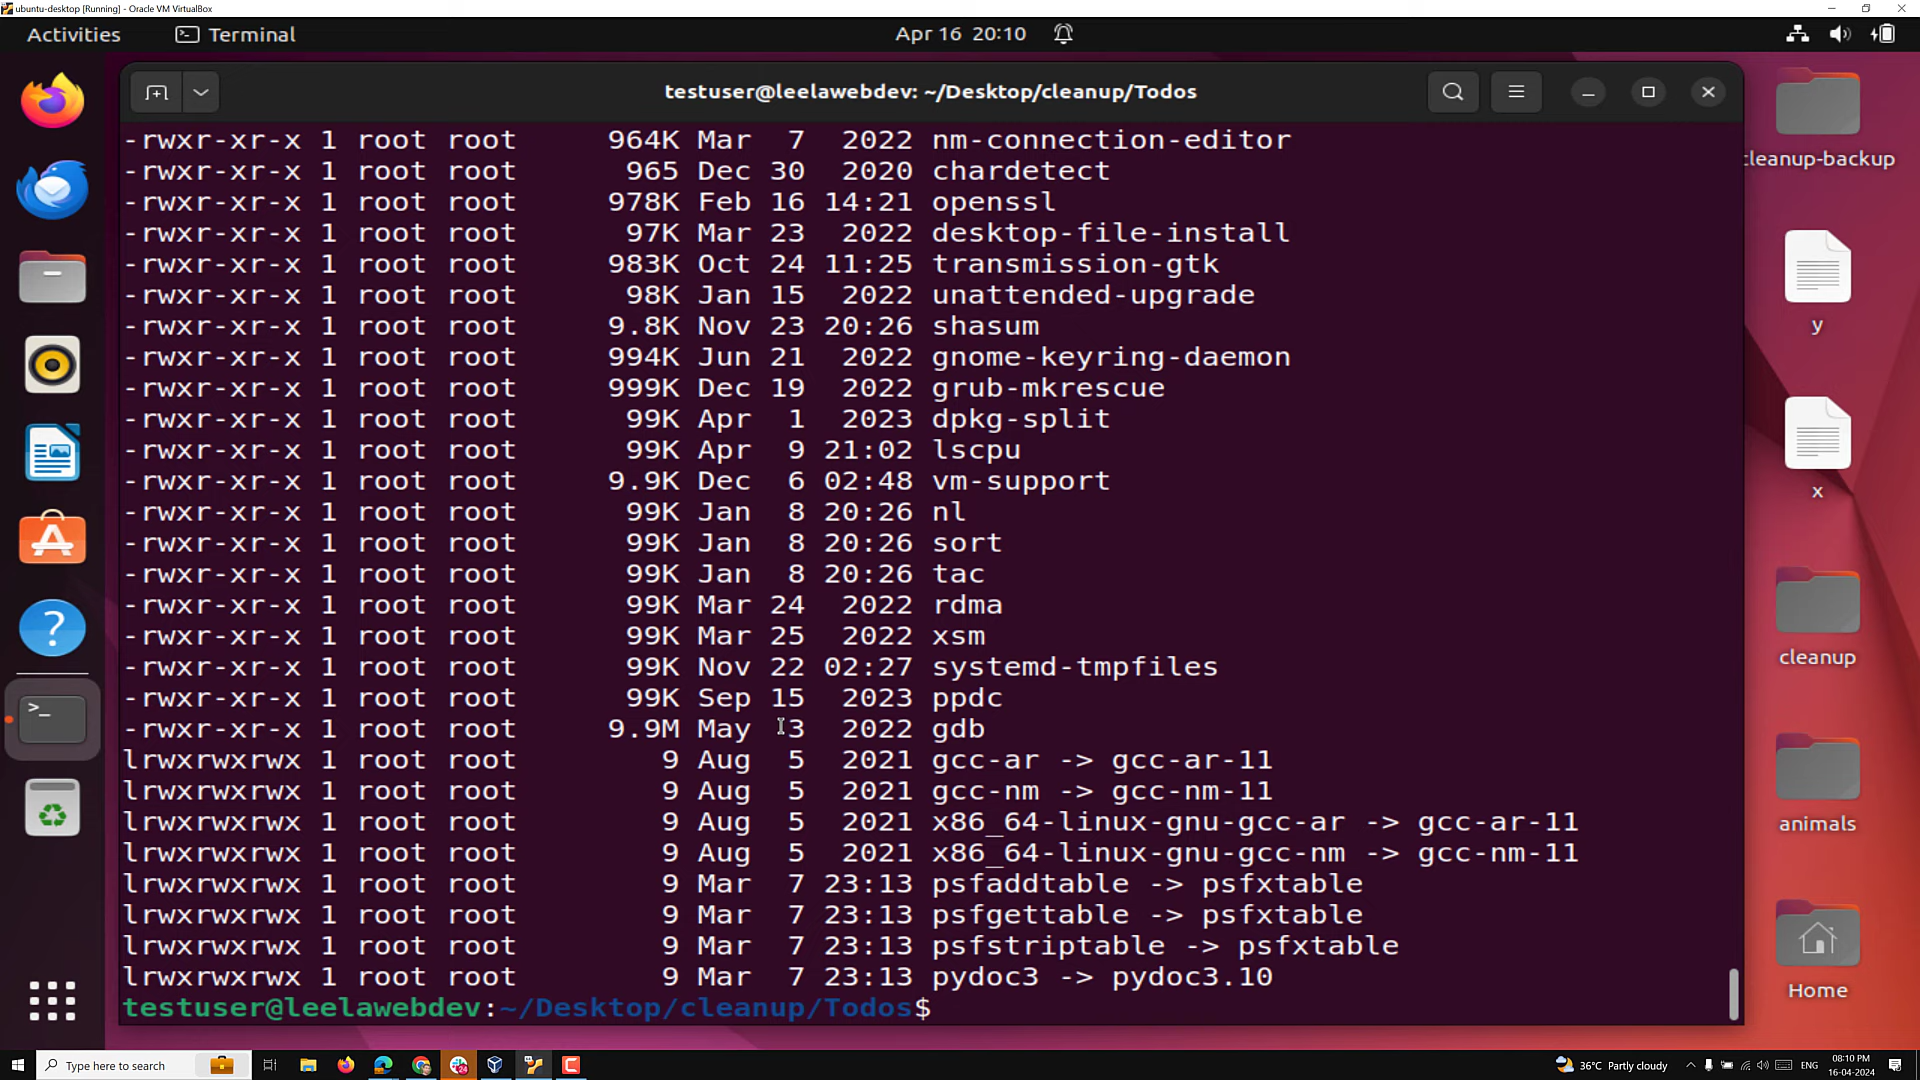 ubuntu-desktop [Running] - Oracle VM VirtualBox
Activities Terminal Apr 16 20:10
testuser@leelawebdev: ~/Desktop/cleanup/Todos
-rwxr-xr-x 1 root root 964K Mar 7 2022 nm-connection-editor
-rwxr-xr-x 1 root root 965 Dec 30 2020 chardetect
-rwxr-xr-x 1 root root 978K Feb 16 14:21 openssl
-rwxr-xr-x 1 root root 97K Mar 23 2022 desktop-file-install
-rwxr-xr-x 1 root root 983K Oct 24 11:25 transmission-gtk
-rwxr-xr-x 1 root root 98K Jan 15 2022 unattended-upgrade
-rwxr-xr-x 1 root root 9.8K Nov 23 20:26 shasum
-rwxr-xr-x 1 root root 994K Jun 21 2022 gnome-keyring-daemon
-rwxr-xr-x 1 root root 999K Dec 19 2022 grub-mkrescue
-rwxr-xr-x 1 root root 99K Apr 1 2023 dpkg-split
-rwxr-xr-x 1 root root 99K Apr 9 21:02 lscpu
-rwxr-xr-x 1 root root 9.9K Dec 6 02:48 vm-support
-rwxr-xr-x 1 root root 99K Jan 8 20:26 nl
-rwxr-xr-x 1 root root 99K Jan 8 20:26 sort
-rwxr-xr-x 1 root root 99K Jan 8 20:26 tac
-rwxr-xr-x 1 root root 99K Mar 24 2022 rdma
-rwxr-xr-x 1 root root 99K Mar 25 2022 xsm
-rwxr-xr-x 1 root root 99K Nov 22 02:27 systemd-tmpfiles
-rwxr-xr-x 1 root root 99K Sep 15 2023 ppdc
-rwxr-xr-x 1 root root 9.9M May 3 2022 gdb
lrwxrwxrwx 1 root root 9 Aug 5 2021 gcc-ar -> gcc-ar-11
lrwxrwxrwx 1 root root 9 Aug 5 2021 gcc-nm -> gcc-nm-11
lrwxrwxrwx 1 root root 9 Aug 5 2021 x86_64-linux-gnu-gcc-ar -> gcc-ar-11
lrwxrwxrwx 1 root root 9 Aug 5 2021 x86_64-linux-gnu-gcc-nm -> gcc-nm-11
lrwxrwxrwx 1 root root 9 Mar 7 23:13 psfaddtable -> psfxtable
lrwxrwxrwx 1 root root 9 Mar 7 23:13 psfgettable -> psfxtable
lrwxrwxrwx 1 root root 9 Mar 7 23:13 psfstriptable -> psfxtable
lrwxrwxrwx 1 root root 9 Mar 7 23:13 pydoc3 -> pydoc3.10
testuser@leelawebdev:~/Desktop/cleanup/Todos$
cleanup-backup
y
x
cleanup
animals
Home
Type here to search
24
36°C Partly cloudy
ENG
08:10 PM
16-04-2024